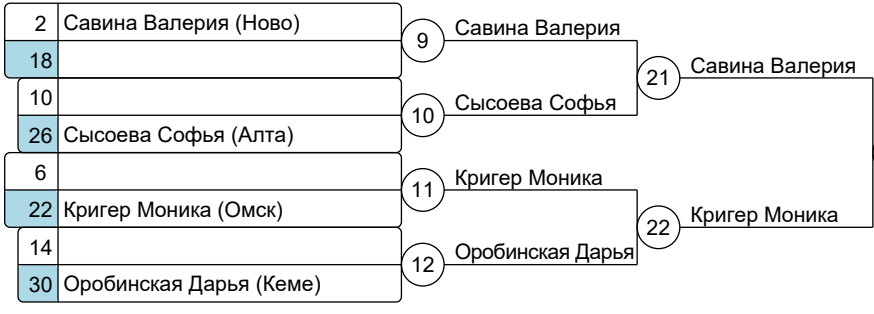 2 Савина Валерия (Ново)
18
10
26 Сысоева Софья (Алта)
6
22 Кригер Моника (Омск)
14
30 Оробинская Дарья (Кеме)
9 Савина Валерия
10 Сысоева Софья
11 Кригер Моника
12 Оробинская Дарья
21 Савина Валерия
22 Кригер Моника